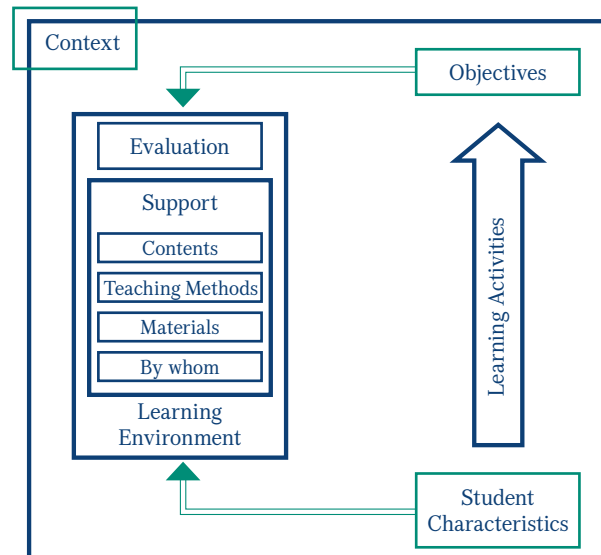 Context
Objectives
Evaluation
Support
Contents
Teaching Methods
Materials
By whom
Learning
Environment
Learning Activities
Student
Characteristics